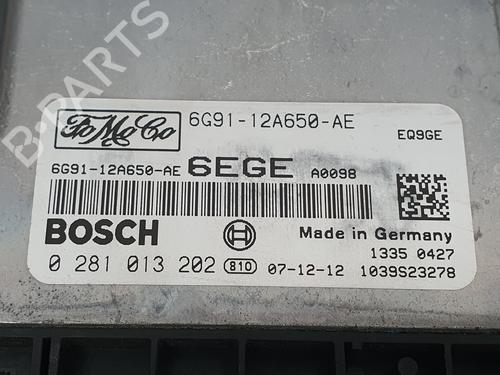 B-PARTS
FoMoCo 6G91-12A650-AE EQ9GE
6G91-12A650-AE 6EGE A0098
BOSCH Made in Germany
1335 0427
0 281 013 202 810 07-12-12 1039S23278